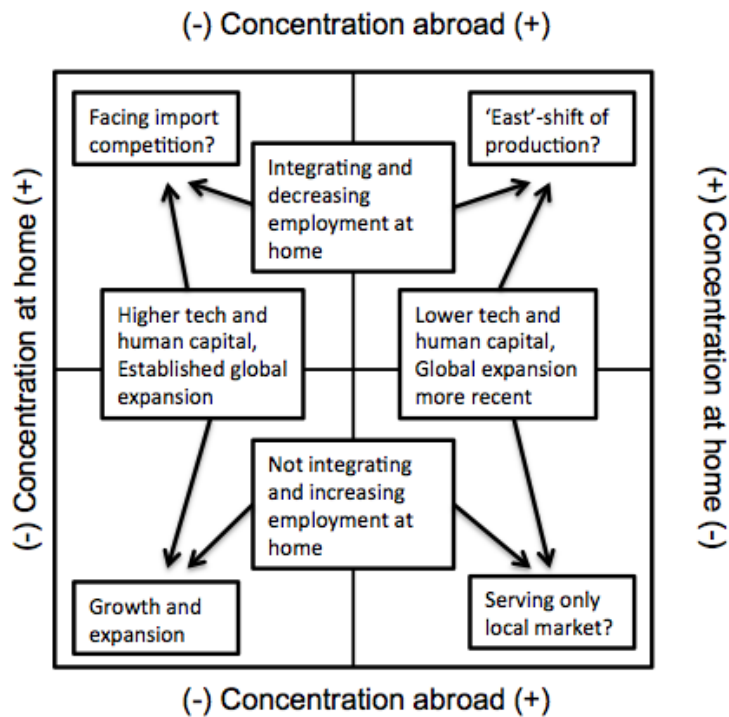 (-) Concentration abroad (+)
Facing import
competition?
‘East’-shift of
production?
Integrating and
decreasing
employment at
home
(-) Concentration at home (+)
(+) Concentration at home (-)
Higher tech and
human capital,
Established global
expansion
Lower tech and
human capital,
Global expansion
more recent
Not integrating
and increasing
employment at
home
Growth and
expansion
Serving only
local market?
(-) Concentration abroad (+)